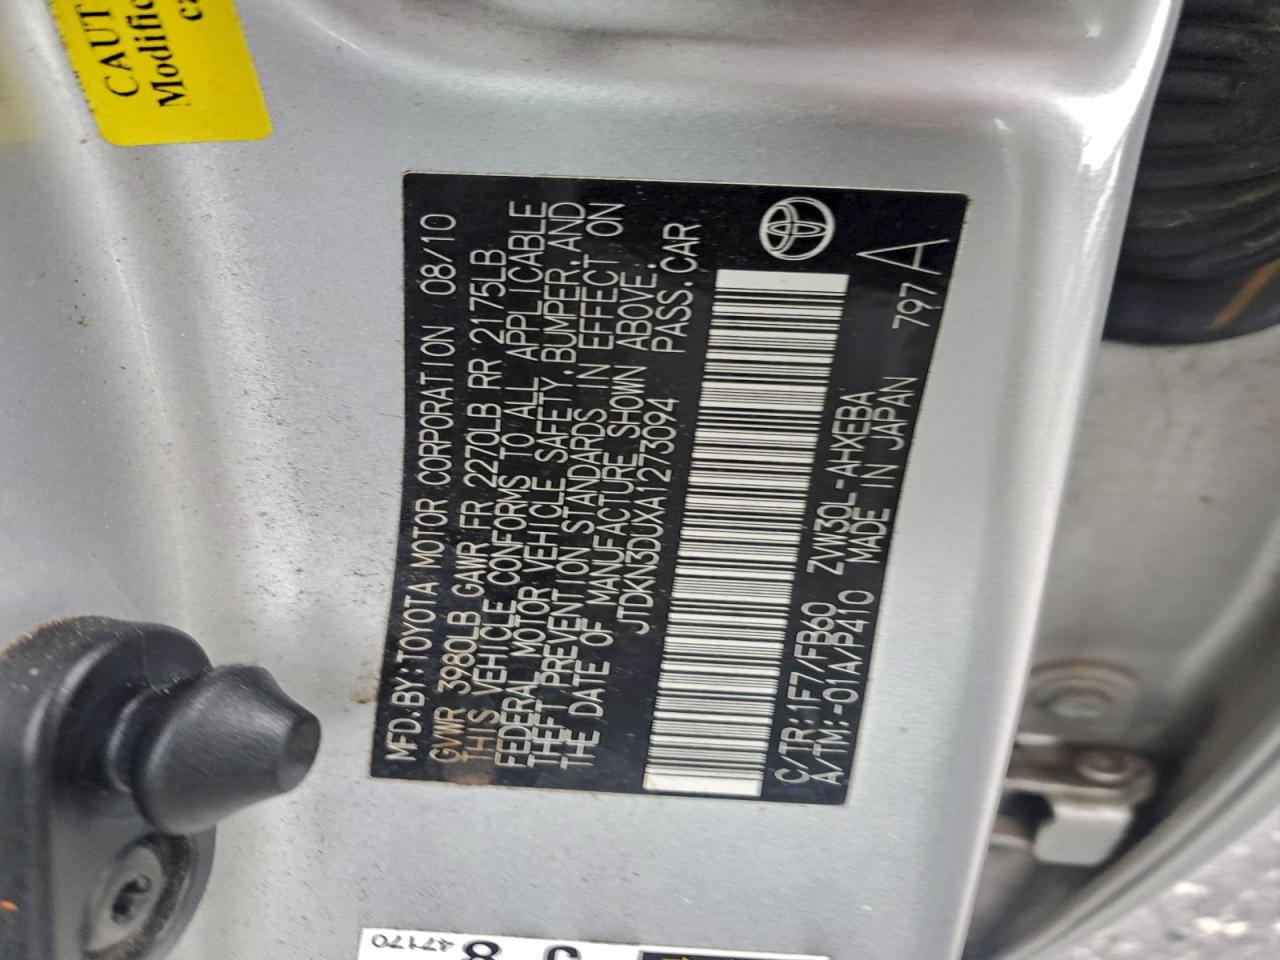 CAUT
Modific
MFD.BY:TOYOTA MOTOR CORPORATION 08/10
GVWR 3980LB GAWR FR 2270LB RR 2175LB
THIS VEHICLE CONFORMS TO ALL APPLICABLE
FEDERAL MOTOR VEHICLE SAFETY,BUMPER,AND
THEFT PREVENTION STANDARDS IN EFFECT ON
THE DATE OF MANUFACTURE SHOWN ABOVE.
JTDKN3DUXA1273094 PASS.CAR
C/TR:1F7/FB60 ZVW30L-AHXEBA 797A
A/TM:-01A/P410 MADE IN JAPAN
47170
8